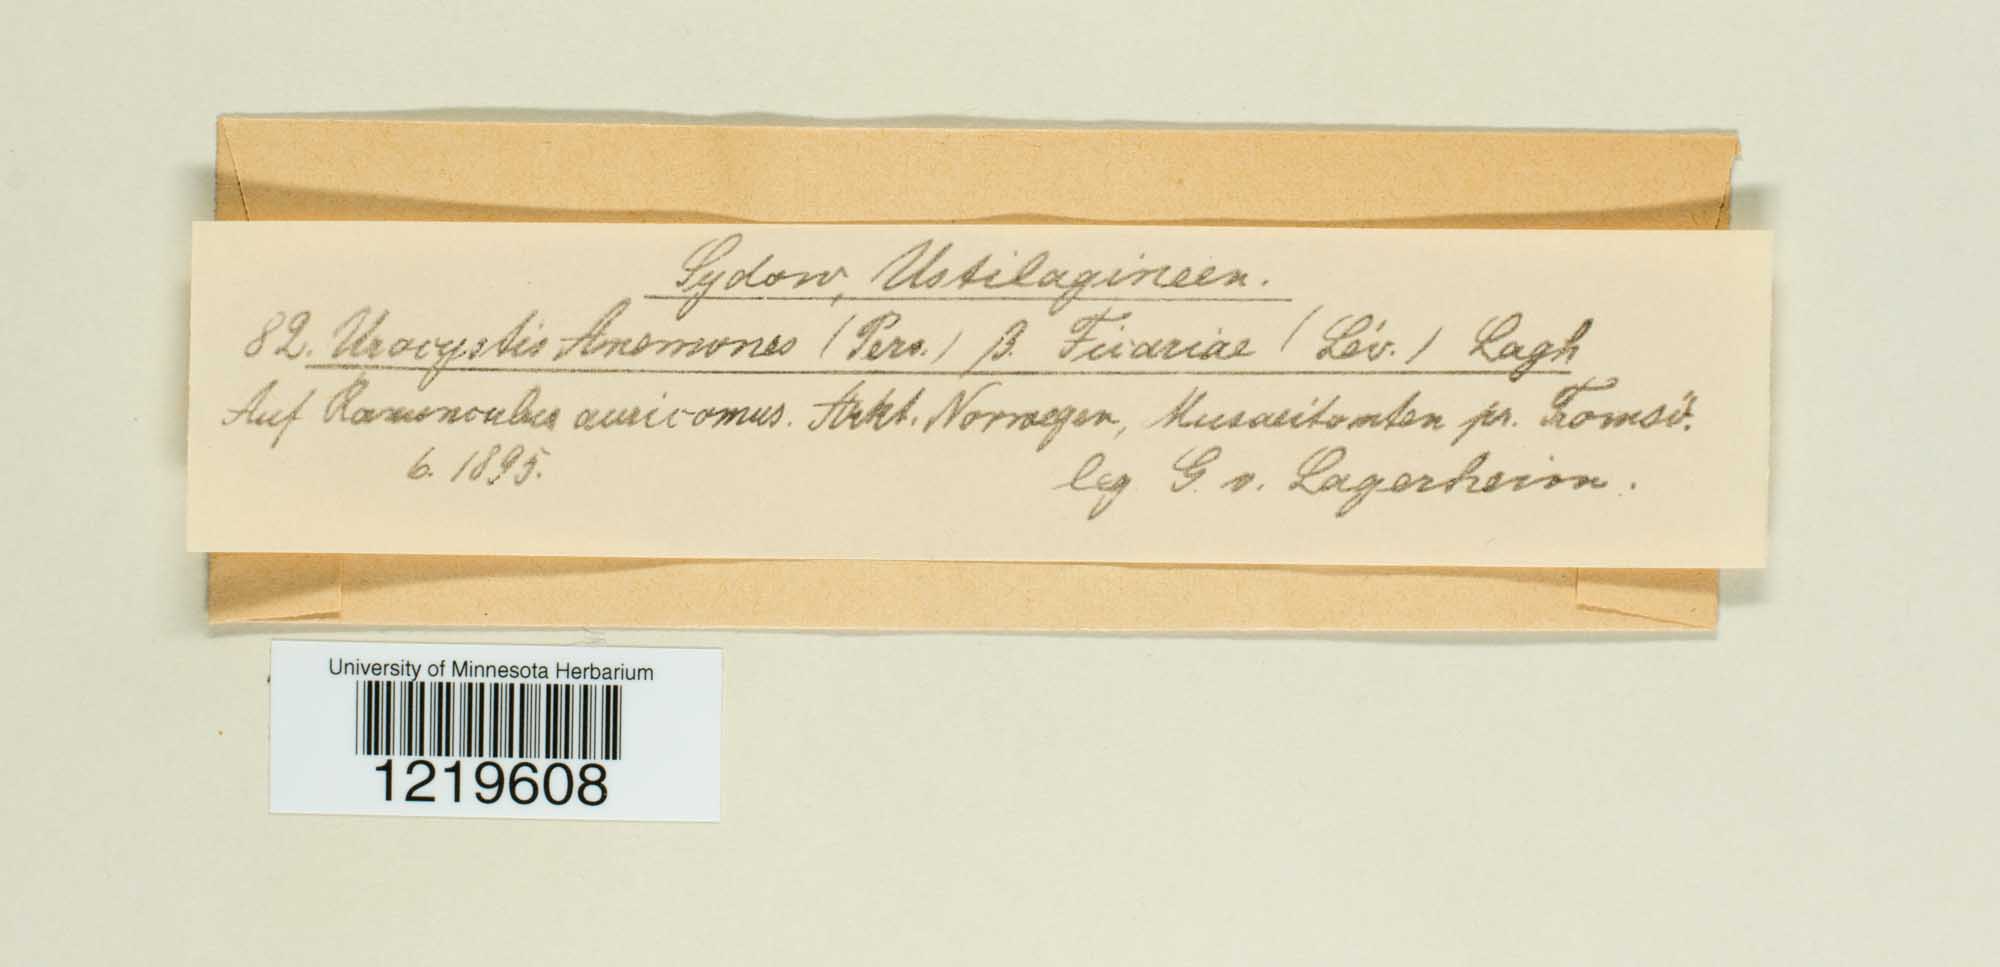 Sydow, Ustilagineen.
82. Urocystis Anemones (Pers.) β. Ficariae (Lév.) Lagh
Auf Ranunculus auricomus. Arkt. Norwegen, Musaeitomten pr. Tromsö.
6. 1895.
leg G. v. Lagerheim.
University of Minnesota Herbarium
1219608